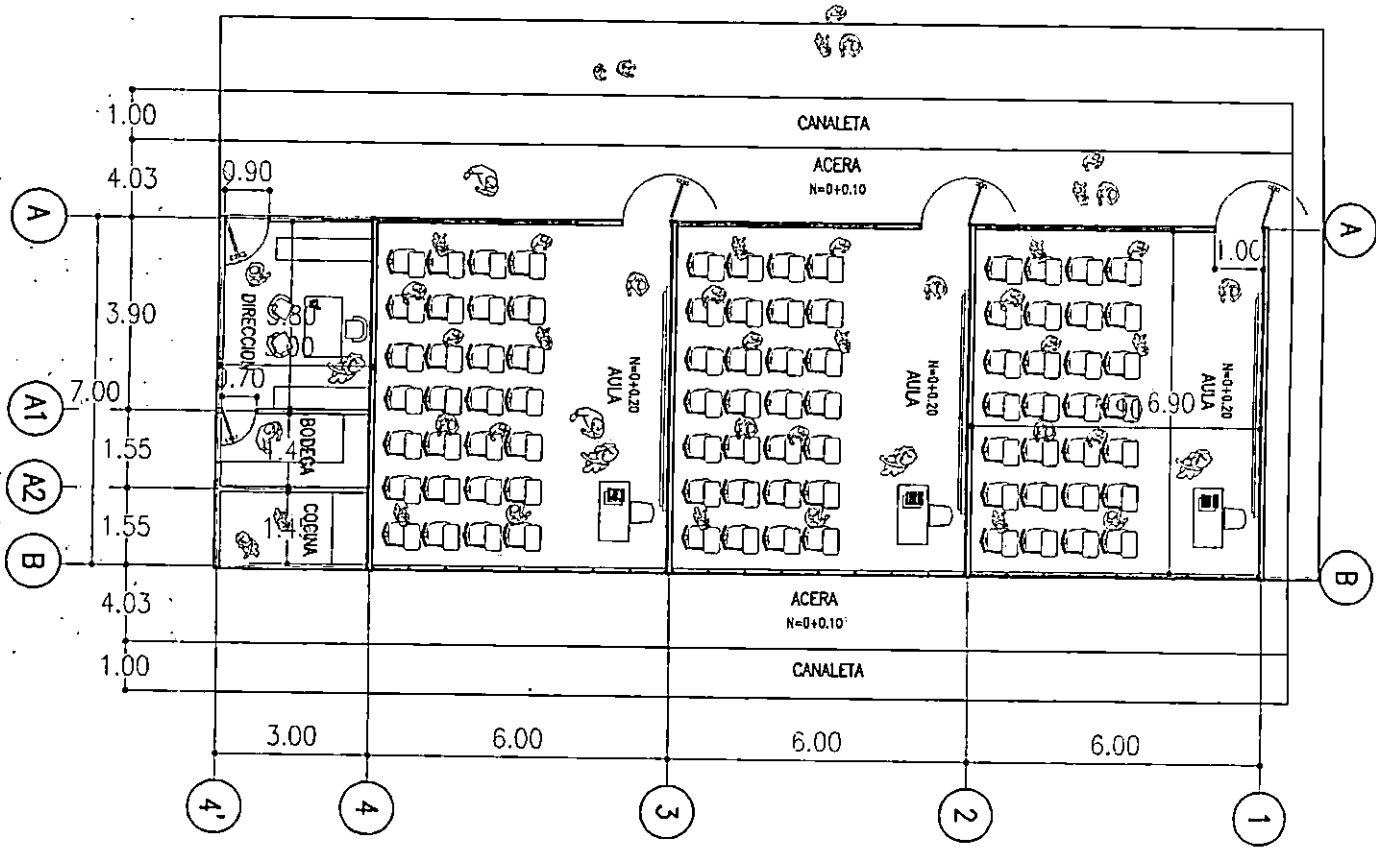 CANALETA
ACERA
N=0+0.10
1.00
4.03
0.90
A
A
1.00
3.90
7.00
DIRECCION
0.70
A1
1.55
BODEGA
A2
1.55
COCINA
B
B
N=0+0.20
AULA
N=0+0.20
AULA
N=0+0.20
AULA
6.90
4.03
ACERA
N=0+0.10
1.00
CANALETA
3.00
6.00
6.00
6.00
4'
4
3
2
1